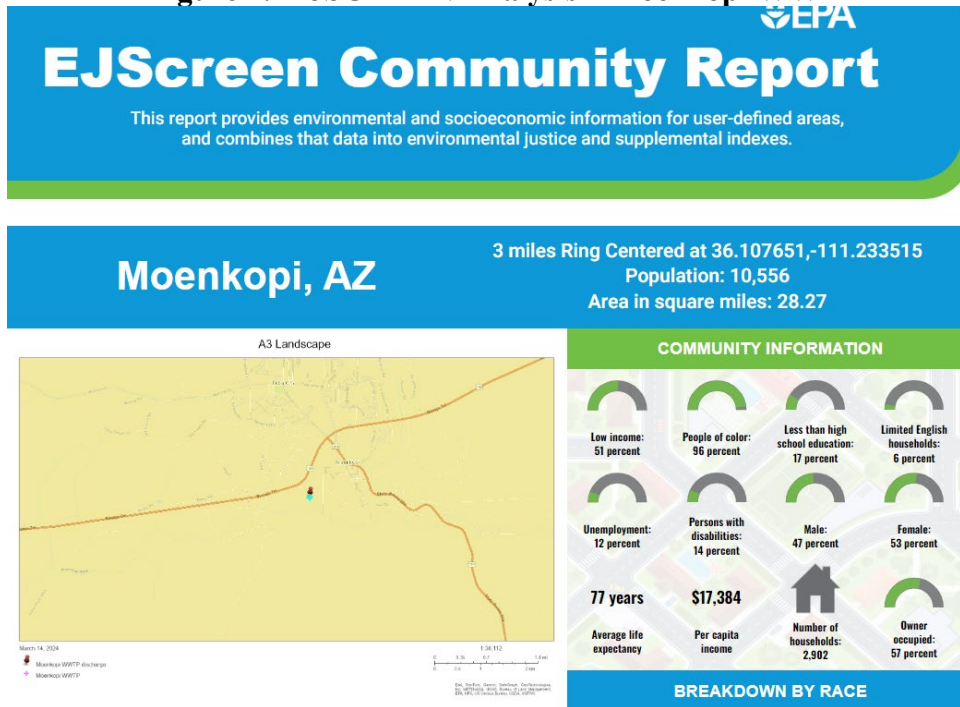 EPA
EJScreen Community Report
This report provides environmental and socioeconomic information for user-defined areas,
and combines that data into environmental justice and supplemental indexes.
Moenkopi, AZ
3 miles Ring Centered at 36.107651,-111.233515
Population: 10,556
Area in square miles: 28.27
A3 Landscape
March 14, 2024
Moenkopi WWTP discharge
Moenkopi WWTP
COMMUNITY INFORMATION
Low income:
51 percent
People of color:
96 percent
Less than high
school education:
17 percent
Limited English
households:
6 percent
Unemployment:
12 percent
Persons with
disabilities:
14 percent
Male:
47 percent
Female:
53 percent
77 years
Average life
expectancy
$17,384
Per capita
income
Number of
households:
2,902
Owner
occupied:
57 percent
BREAKDOWN BY RACE